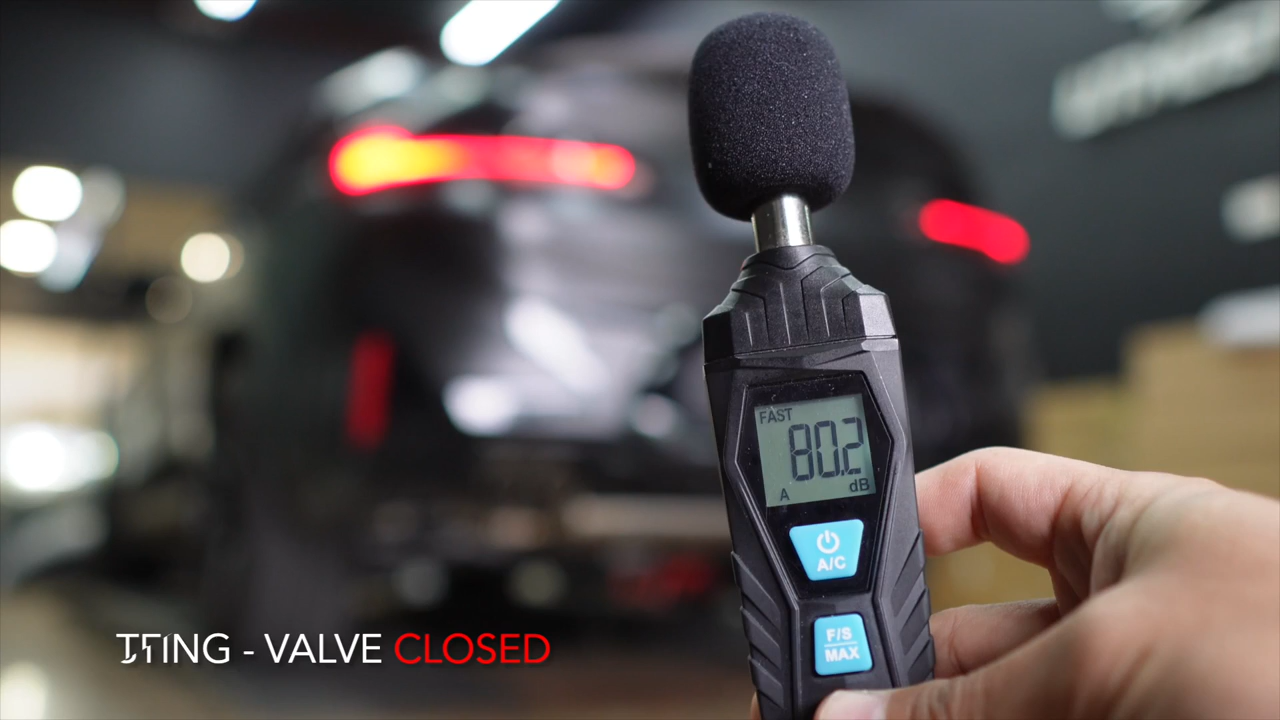 FAST
80.2
A dB
A/C
F/S
MAX
TTING - VALVE CLOSED